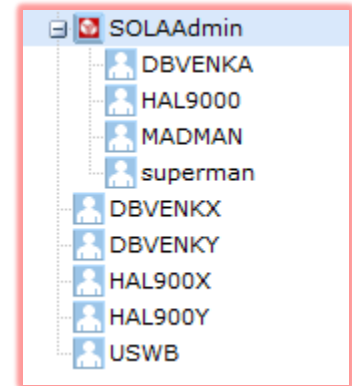 SOLAAdmin
DBVENKA
HAL9000
MADMAN
superman
DBVENKX
DBVENKY
HAL900X
HAL900Y
USWB